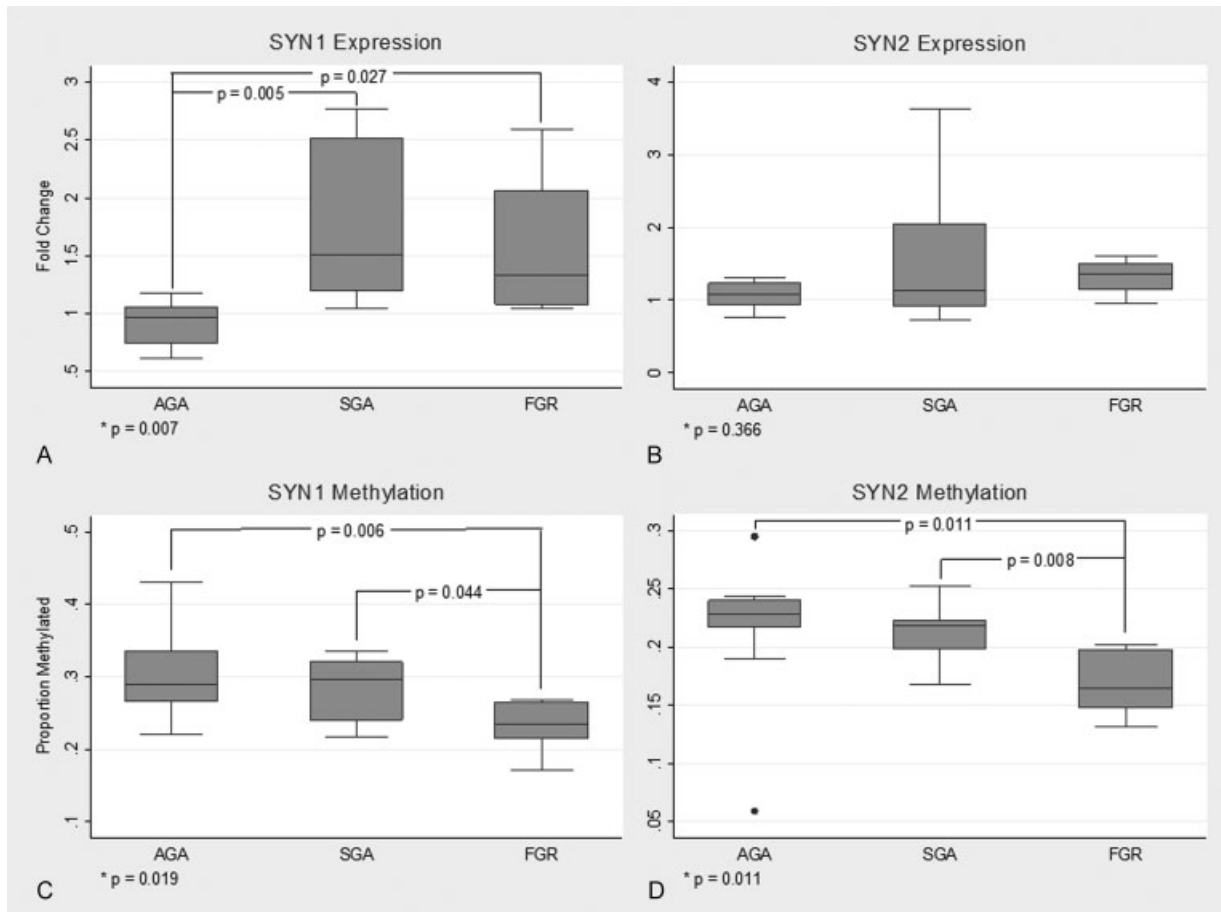 SYN1 Expression
p = 0.027
p = 0.005
Fold Change
3
2.5
2
1.5
1
.5
AGA
SGA
FGR
* p = 0.007
A
SYN2 Expression
4
3
2
1
0
AGA
SGA
FGR
* p = 0.366
B
SYN1 Methylation
p = 0.006
p = 0.044
Proportion Methylated
.5
.4
.3
.2
.1
AGA
SGA
FGR
* p = 0.019
C
SYN2 Methylation
p = 0.011
p = 0.008
.3
.25
.2
.15
.1
.05
AGA
SGA
FGR
* p = 0.011
D